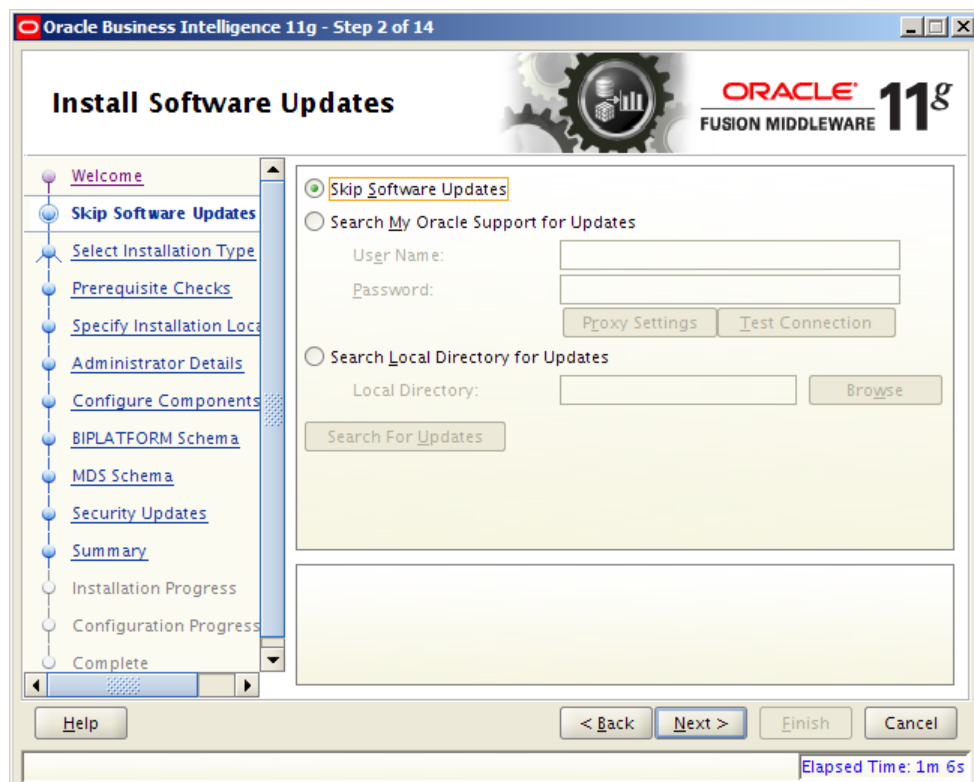 Oracle Business Intelligence 11g - Step 2 of 14
Install Software Updates
ORACLE
FUSION MIDDLEWARE 11g
Welcome
Skip Software Updates
Select Installation Type
Prerequisite Checks
Specify Installation Loca
Administrator Details
Configure Components
BIPLATFORM Schema
MDS Schema
Security Updates
Summary
Installation Progress
Configuration Progress
Complete
Skip Software Updates
Search My Oracle Support for Updates
User Name:
Password:
Proxy Settings Test Connection
Search Local Directory for Updates
Local Directory: Browse
Search For Updates
Help < Back Next > Finish Cancel
Elapsed Time: 1m 6s